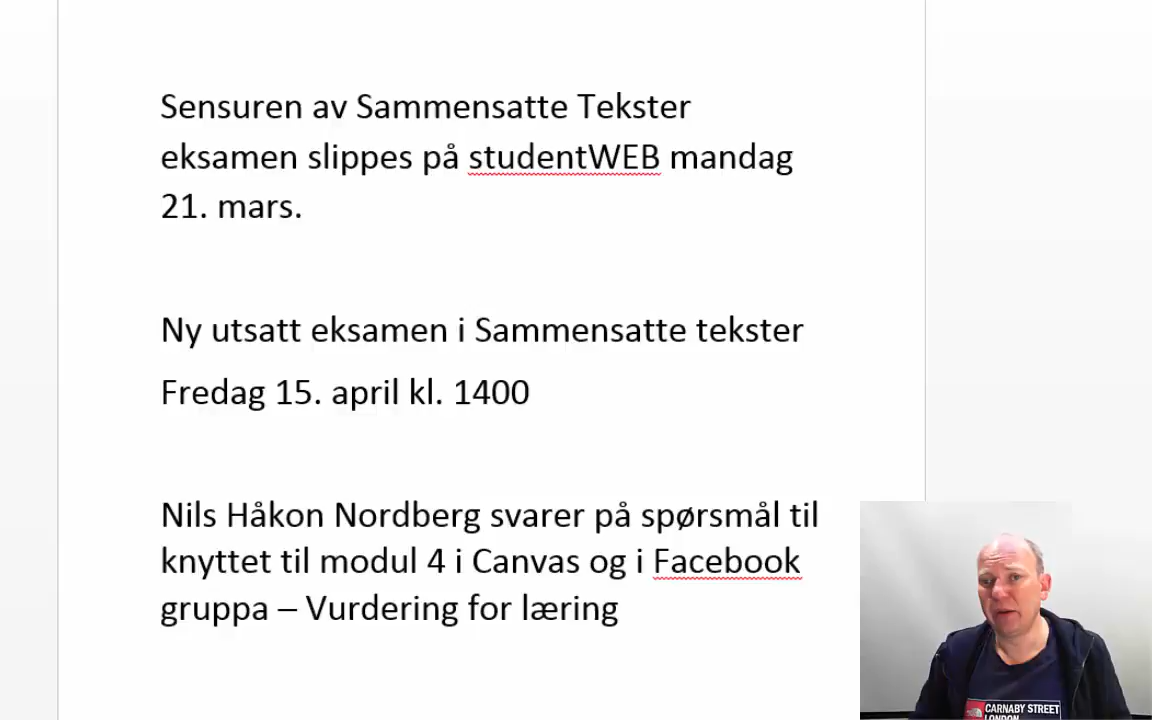 Sensuren av Sammensatte Tekster
eksamen slippes på studentWEB mandag
21. mars.
Ny utsatt eksamen i Sammensatte tekster
Fredag 15. april kl. 1400
Nils Håkon Nordberg svarer på spørsmål til
knyttet til modul 4 i Canvas og i Facebook
gruppa – Vurdering for læring
CARNABY STREET
LONDON